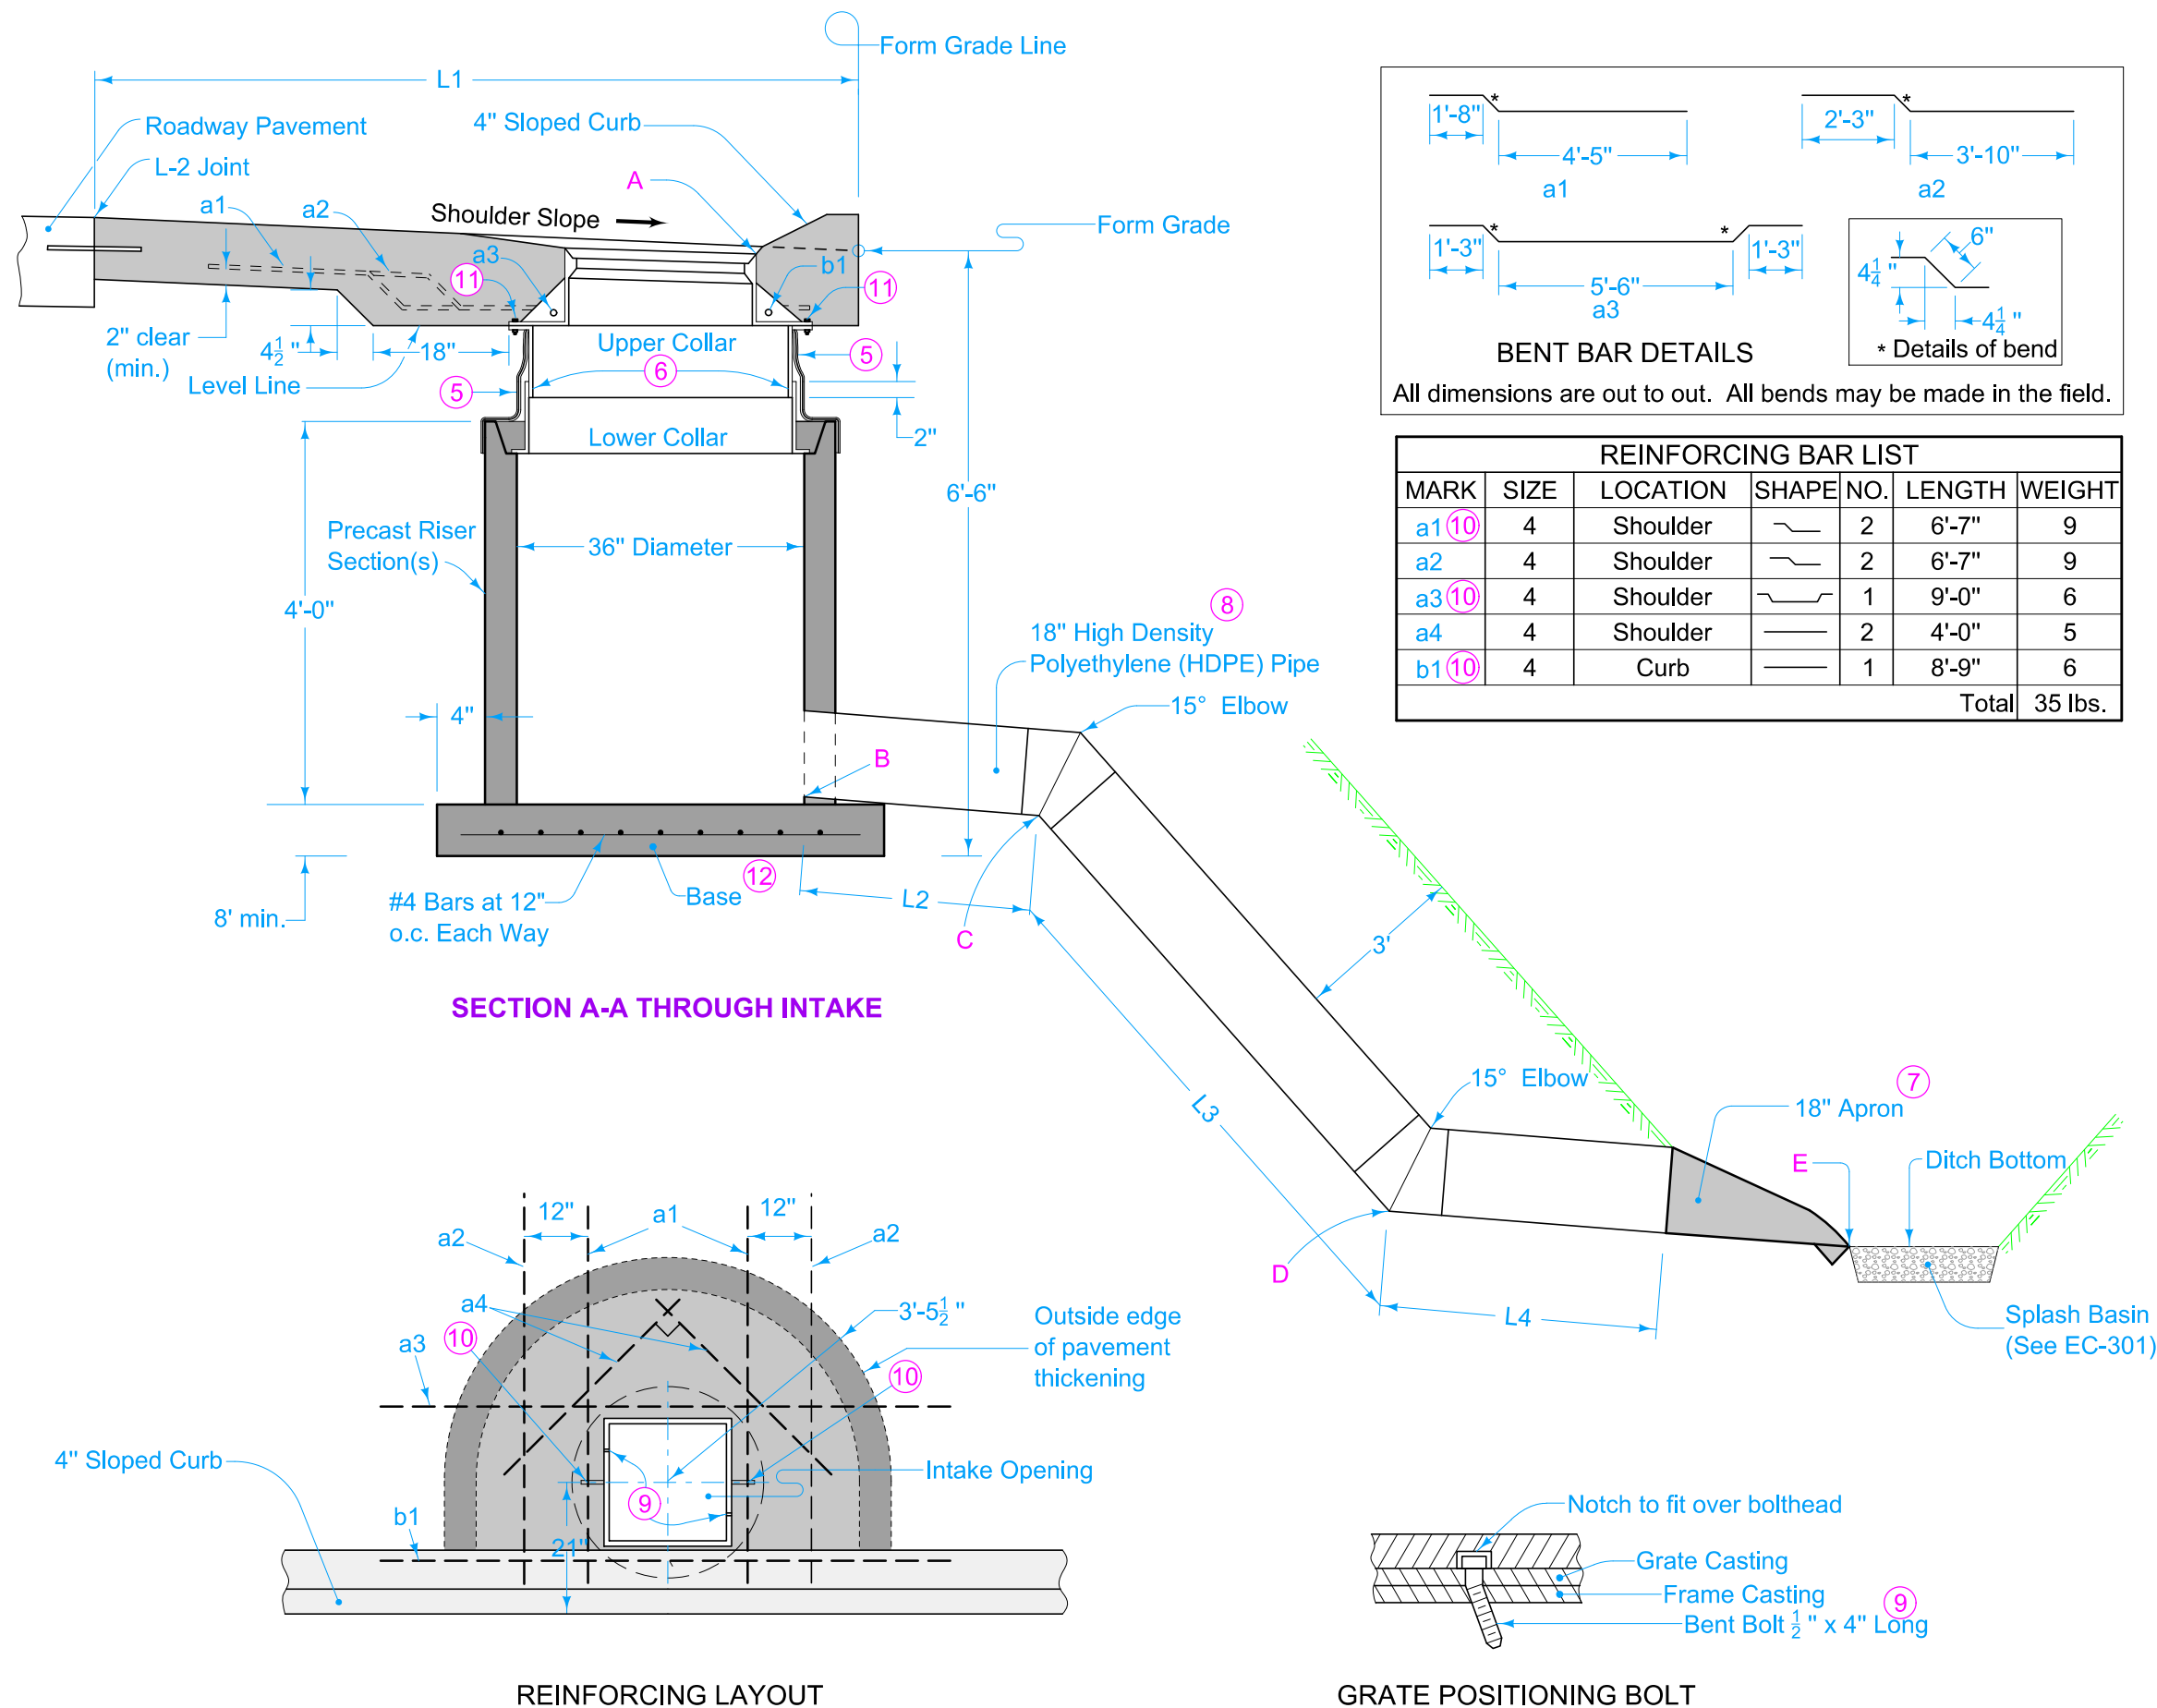 Form Grade Line
L1
Roadway Pavement
4" Sloped Curb
L-2 Joint
A
a1
a2
Shoulder Slope
Form Grade
a3
b1
11
11
2" clear
(min.)
4 1/2 "
18"
Upper Collar
5
6
Level Line
5
Lower Collar
2"
6'-6"
Precast Riser
Section(s)
36" Diameter
4'-0"
8
18" High Density
Polyethylene (HDPE) Pipe
15° Elbow
4"
B
8' min.
#4 Bars at 12"
o.c. Each Way
Base
12
L2
C
3'
SECTION A-A THROUGH INTAKE
L3
15° Elbow
7
18" Apron
E
Ditch Bottom
D
L4
Splash Basin
(See EC-301)
*
1'-8"
4'-5"
a1
*
2'-3"
3'-10"
a2
*
*
1'-3"
5'-6"
1'-3"
a3
6"
4 1/4 "
4 1/4 "
* Details of bend
BENT BAR DETAILS
All dimensions are out to out. All bends may be made in the field.
REINFORCING BAR LIST
MARK SIZE LOCATION SHAPE NO. LENGTH WEIGHT
a1 10 4 Shoulder 2 6'-7" 9
a2 4 Shoulder 2 6'-7" 9
a3 10 4 Shoulder 1 9'-0" 6
a4 4 Shoulder 2 4'-0" 5
b1 10 4 Curb 1 8'-9" 6
Total 35 lbs.
12"
a1
12"
a2
a2
a4
3'-5 1/2 "
10
a3
Outside edge
of pavement
thickening
10
4" Sloped Curb
Intake Opening
9
b1
21"
REINFORCING LAYOUT
Notch to fit over bolthead
Grate Casting
Frame Casting
9
Bent Bolt 1/2 " x 4" Long
GRATE POSITIONING BOLT